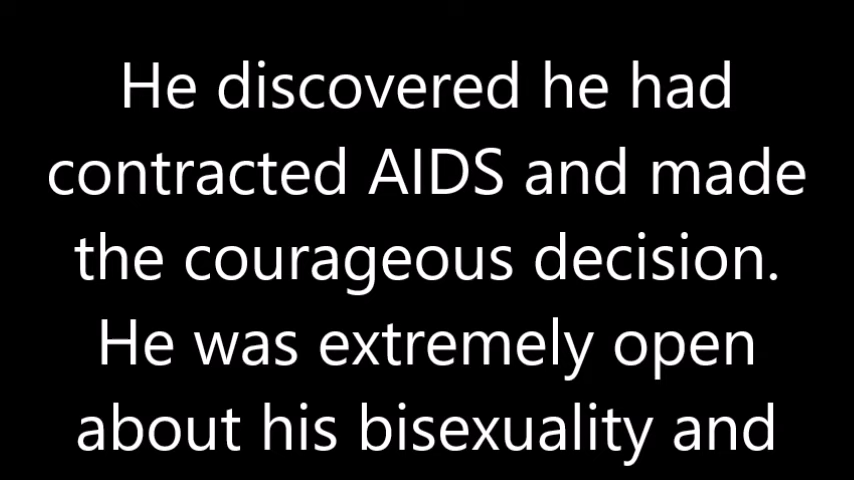 He discovered he had
contracted AIDS and made
the courageous decision.
He was extremely open
about his bisexuality and